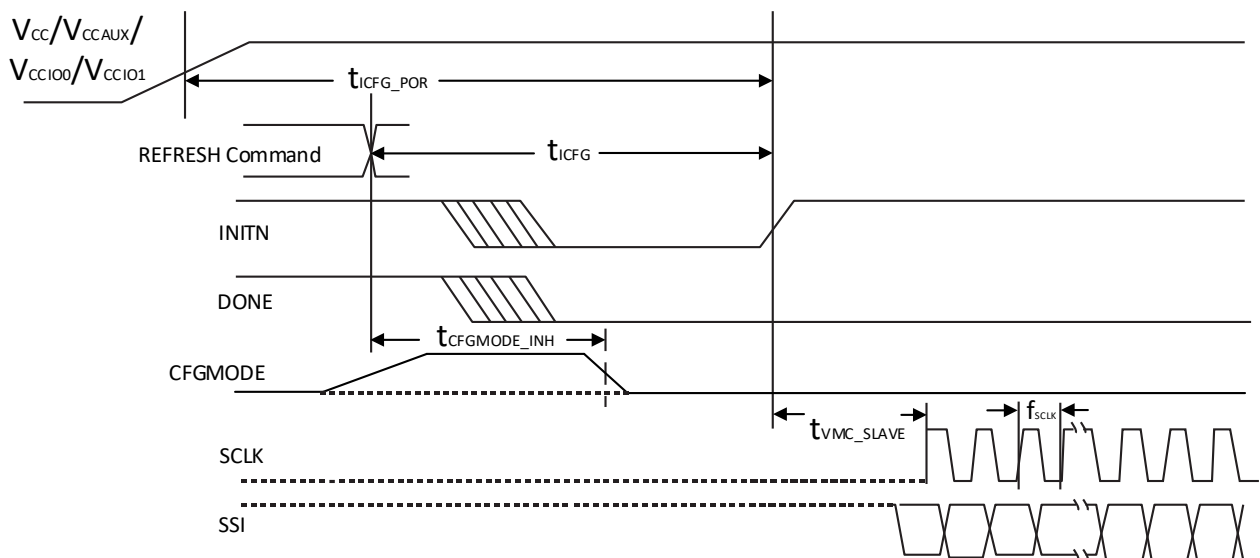 VCC/VCCAUX/
VCCIO0/VCCIO1
tICFG_POR
REFRESH Command
tICFG
INITN
DONE
tCFGMODE_INH
CFGMODE
tVMC_SLAVE
fSCLK
SCLK
SSI